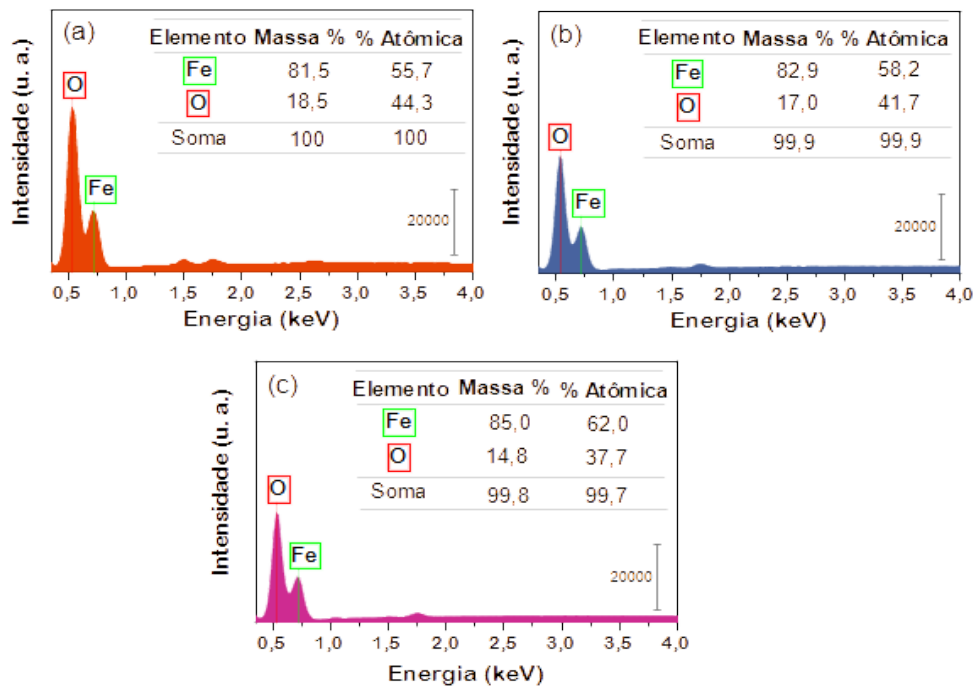 (a)
Elemento Massa % % Atômica
Fe 81,5 55,7
O 18,5 44,3
Soma 100 100
O
Fe
20000
Intensidade (u. a.)
0,5 1,0 1,5 2,0 2,5 3,0 3,5 4,0
Energia (keV)
(b)
Elemento Massa % % Atômica
Fe 82,9 58,2
O 17,0 41,7
Soma 99,9 99,9
O
Fe
20000
Intensidade (u. a.)
0,5 1,0 1,5 2,0 2,5 3,0 3,5 4,0
Energia (keV)
(c)
Elemento Massa % % Atômica
Fe 85,0 62,0
O 14,8 37,7
Soma 99,8 99,7
O
Fe
20000
Intensidade (u. a.)
0,5 1,0 1,5 2,0 2,5 3,0 3,5 4,0
Energia (keV)